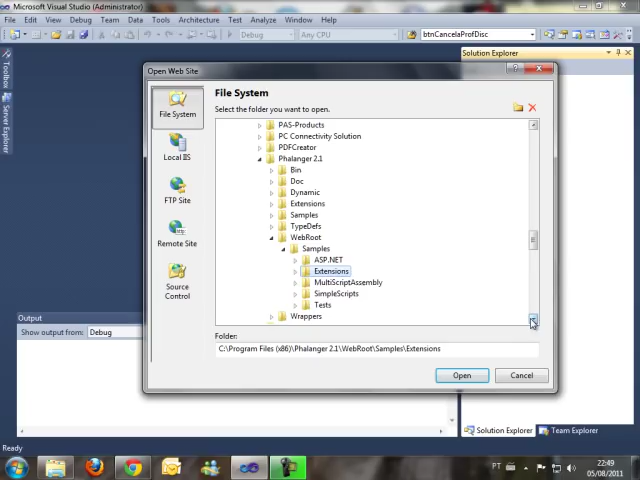 Microsoft Visual Studio (Administrator)
File Edit View Debug Team Data Tools Architecture Test Analyze Window Help
Debug Any CPU btnCancelaProfDisc
Toolbox
Server Explorer
Solution Explorer
Open Web Site
File System
Local IIS
FTP Site
Remote Site
Source
Control
File System
Select the folder you want to open.
PAS-Products
PC Connectivity Solution
PDFCreator
Phalanger 2.1
Bin
Doc
Dynamic
Extensions
Samples
TypeDefs
WebRoot
Samples
ASP.NET
Extensions
MultiScriptAssembly
SimpleScripts
Tests
Wrappers
Folder:
C:\Program Files (x86)\Phalanger 2.1\WebRoot\Samples\Extensions
Open Cancel
Output
Show output from: Debug
Solution Explorer Team Explorer
Ready
PT
22:49
05/08/2011